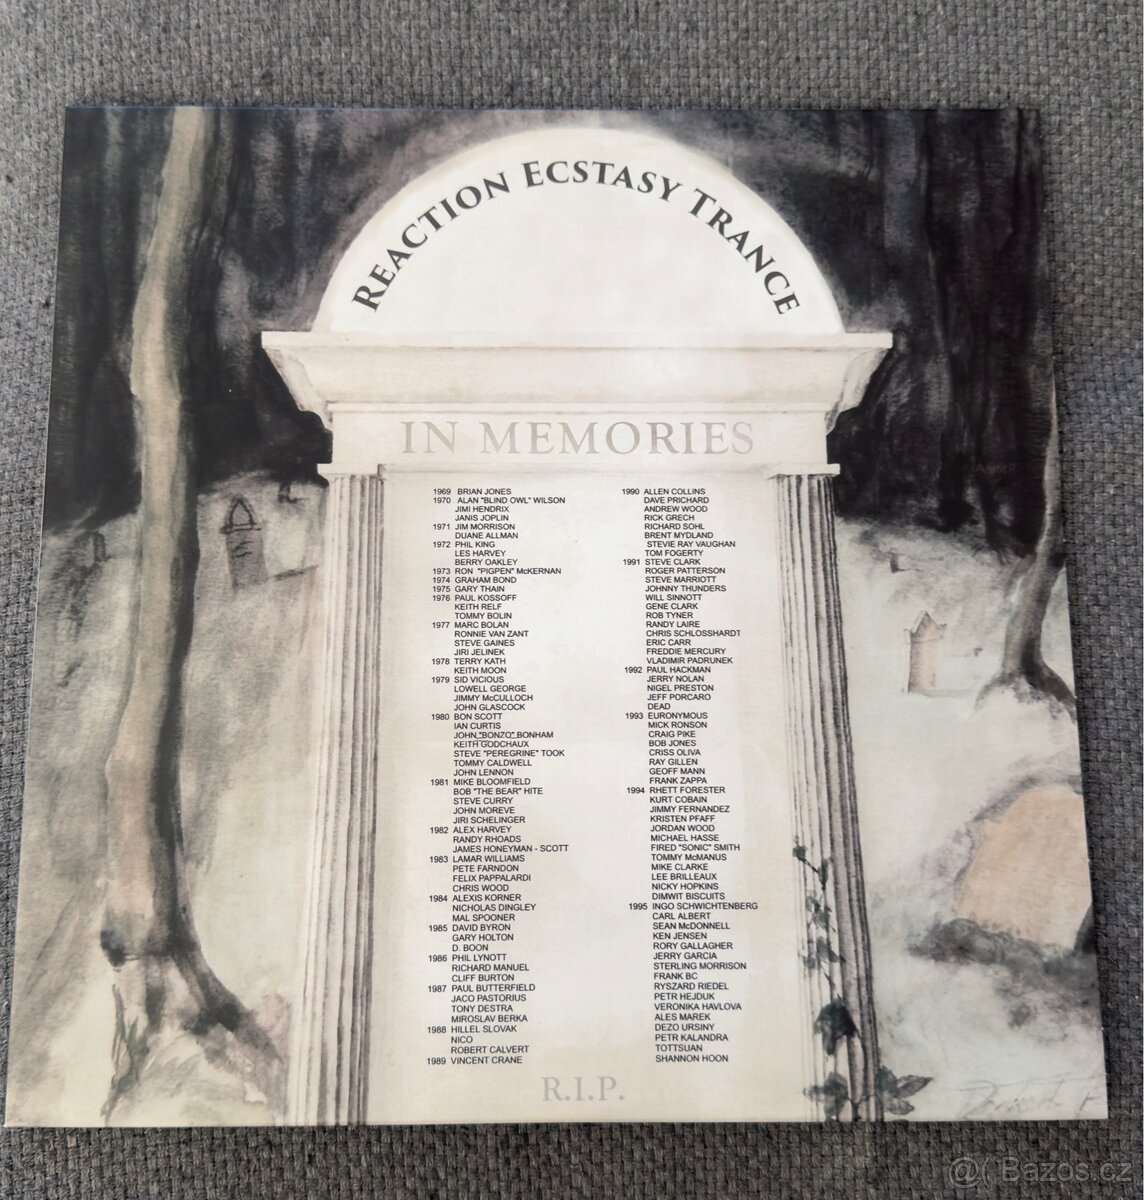 REACTION ECSTASY TRANCE
IN MEMORIES
1969 BRIAN JONES
1970 ALAN "BLIND OWL" WILSON
JIMI HENDRIX
JANIS JOPLIN
1971 JIM MORRISON
DUANE ALLMAN
1972 PHIL KING
LES HARVEY
BERRY OAKLEY
1973 RON "PIGPEN" McKERNAN
1974 GRAHAM BOND
1975 GARY THAIN
1976 PAUL KOSSOFF
KEITH RELF
TOMMY BOLIN
1977 MARC BOLAN
RONNIE VAN ZANT
STEVE GAINES
JIRI JELINEK
1978 TERRY KATH
KEITH MOON
1979 SID VICIOUS
LOWELL GEORGE
JIMMY McCULLOCH
JOHN GLASCOCK
1980 BON SCOTT
IAN CURTIS
JOHN "BONZO" BONHAM
KEITH GODCHAUX
STEVE "PEREGRINE" TOOK
TOMMY CALDWELL
JOHN LENNON
1981 MIKE BLOOMFIELD
BOB "THE BEAR" HITE
STEVE CURRY
JOHN MOREVE
JIRI SCHELINGER
1982 ALEX HARVEY
RANDY RHOADS
JAMES HONEYMAN - SCOTT
1983 LAMAR WILLIAMS
PETE FARNDON
FELIX PAPPALARDI
CHRIS WOOD
1984 ALEXIS KORNER
NICHOLAS DINGLEY
MAL SPOONER
1985 DAVID BYRON
GARY HOLTON
D. BOON
1986 PHIL LYNOTT
RICHARD MANUEL
CLIFF BURTON
1987 PAUL BUTTERFIELD
JACO PASTORIUS
TONY DESTRA
MIROSLAV BERKA
1988 HILLEL SLOVAK
NICO
ROBERT CALVERT
1989 VINCENT CRANE
1990 ALLEN COLLINS
DAVE PRICHARD
ANDREW WOOD
RICK GRECH
RICHARD SOHL
BRENT MYDLAND
STEVIE RAY VAUGHAN
TOM FOGERTY
1991 STEVE CLARK
ROGER PATTERSON
STEVE MARRIOTT
JOHNNY THUNDERS
WILL SINNOTT
GENE CLARK
ROB TYNER
RANDY LAIRE
CHRIS SCHLOSSHARDT
ERIC CARR
FREDDIE MERCURY
VLADIMIR PADRUNEK
1992 PAUL HACKMAN
JERRY NOLAN
NIGEL PRESTON
JEFF PORCARO
DEAD
1993 EURONYMOUS
MICK RONSON
CRAIG PIKE
BOB JONES
CRISS OLIVA
RAY GILLEN
GEOFF MANN
FRANK ZAPPA
1994 RHETT FORESTER
KURT COBAIN
JIMMY FERNANDEZ
KRISTEN PFAFF
JORDAN WOOD
MICHAEL HASSE
FIRED "SONIC" SMITH
TOMMY McMANUS
MIKE CLARKE
LEE BRILLEAUX
NICKY HOPKINS
DIMWIT BISCUITS
1995 INGO SCHWICHTENBERG
CARL ALBERT
SEAN McDONNELL
KEN JENSEN
RORY GALLAGHER
JERRY GARCIA
STERLING MORRISON
FRANK BC
RYSZARD RIEDEL
PETR HEJDUK
VERONIKA HAVLOVA
ALES MAREK
DEZO URSINY
PETR KALANDRA
TOTTSUAN
SHANNON HOON
R.I.P.
@( Bazos.cz